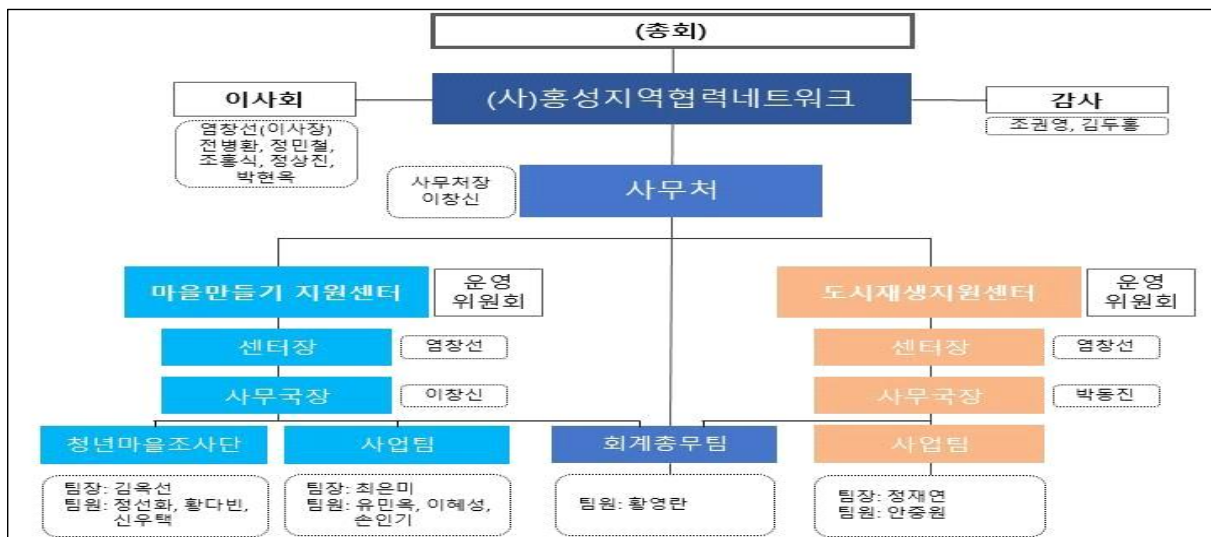 (총회)
이사회
(사)홍성지역협력네트워크
감사
염창선(이사장)
전병환, 정민철,
조홍식, 정상진,
박현옥
조권영, 김두홍
사무처장
이창신
사무처
마을만들기 지원센터
운영
위원회
도시재생지원센터
운영
위원회
센터장
염창선
센터장
염창선
사무국장
이창신
사무국장
박동진
청년마을조사단
사업팀
회계총무팀
사업팀
팀장: 김옥선
팀원: 정선화, 황다빈,
신우택
팀장: 최은미
팀원: 유민옥, 이혜성,
손인기
팀원: 황영란
팀장: 정재연
팀원: 안중원